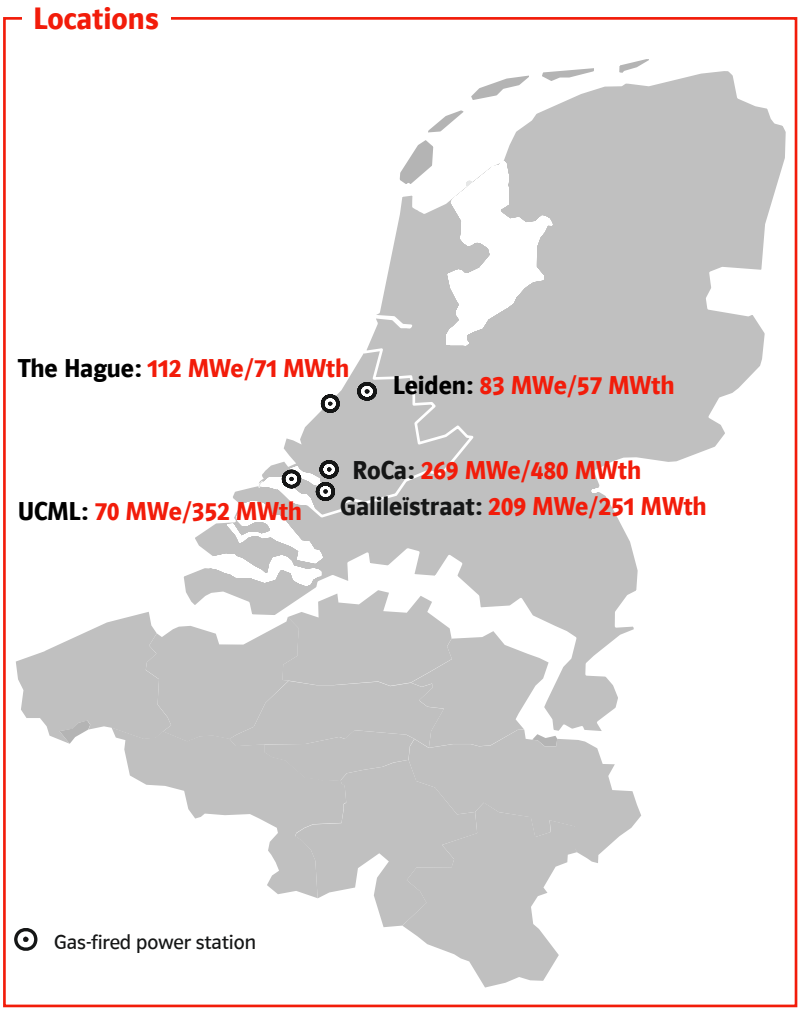 Locations
The Hague: 112 MWe/71 MWth
Leiden: 83 MWe/57 MWth
RoCa: 269 MWe/480 MWth
UCML: 70 MWe/352 MWth
Galileïstraat: 209 MWe/251 MWth
Gas-fired power station